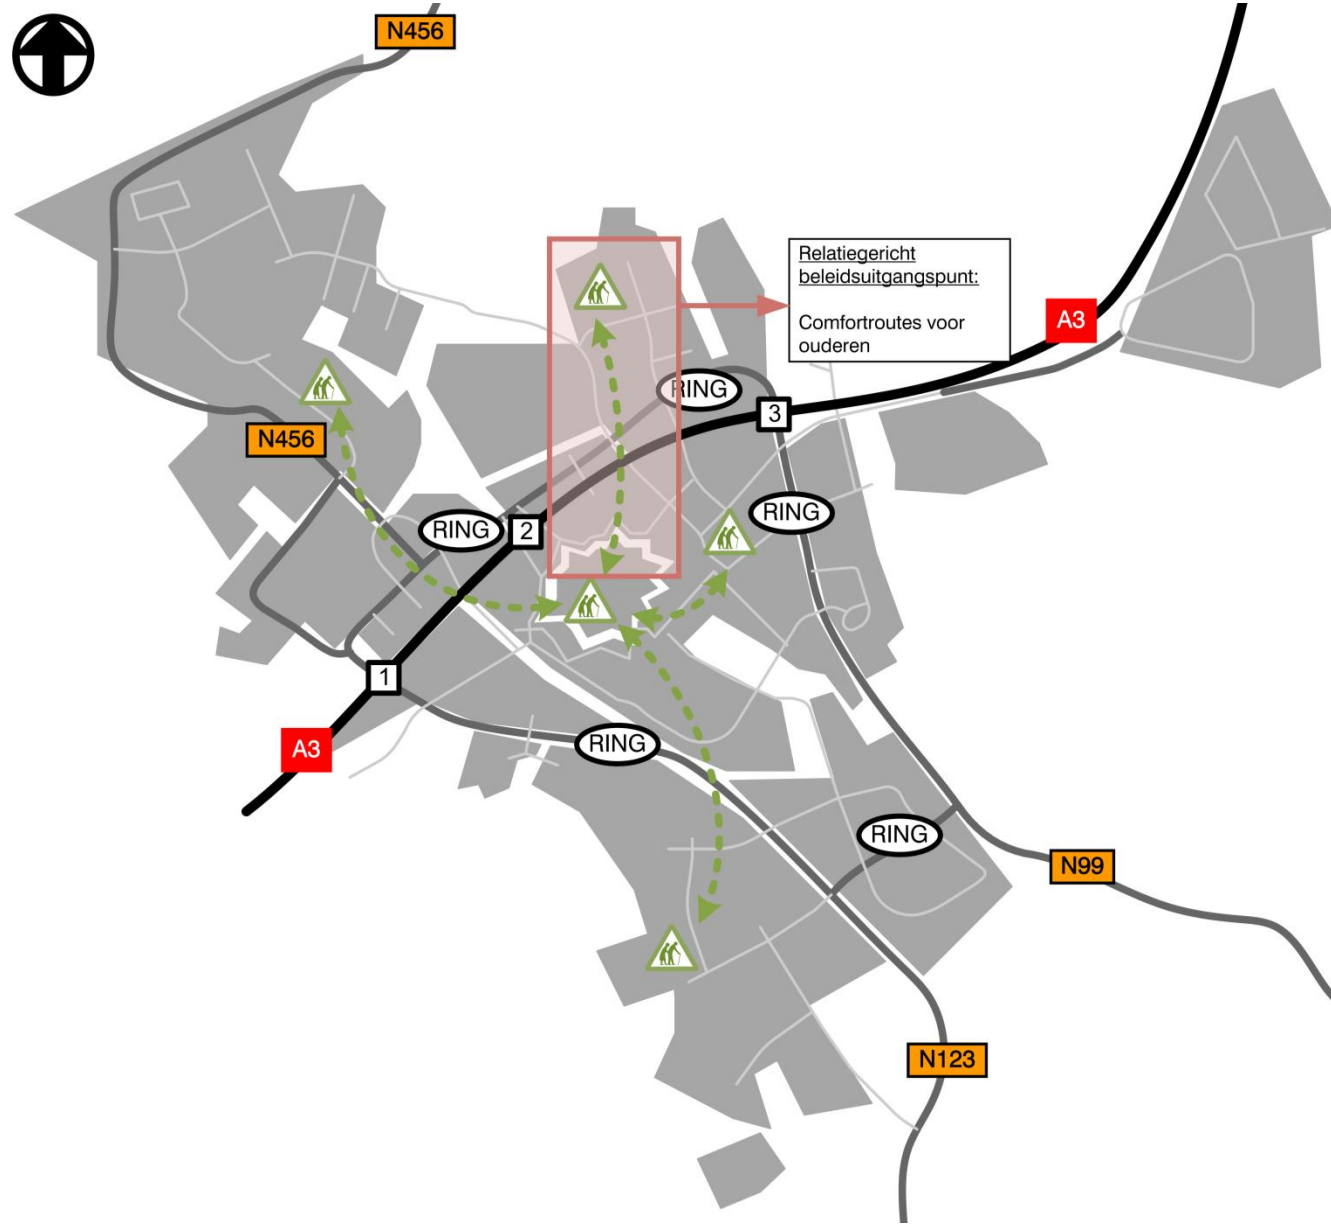 N456
Relatiegericht
beleidsuitgangspunt:
Comfortroutes voor
ouderen
A3
RING
3
N456
RING
2
RING
1
A3
RING
RING
N99
N123